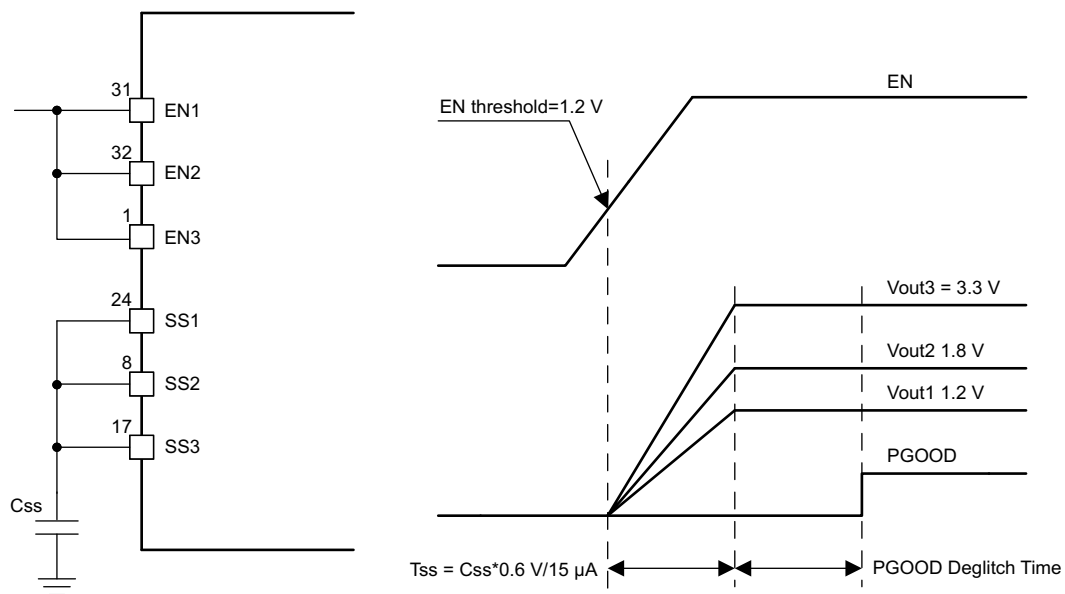 31
EN1
32
EN2
1
EN3
24
SS1
8
SS2
17
SS3
Css
EN threshold=1.2 V
EN
Vout3 = 3.3 V
Vout2 1.8 V
Vout1 1.2 V
PGOOD
Tss = Css*0.6 V/15 µA
PGOOD Deglitch Time